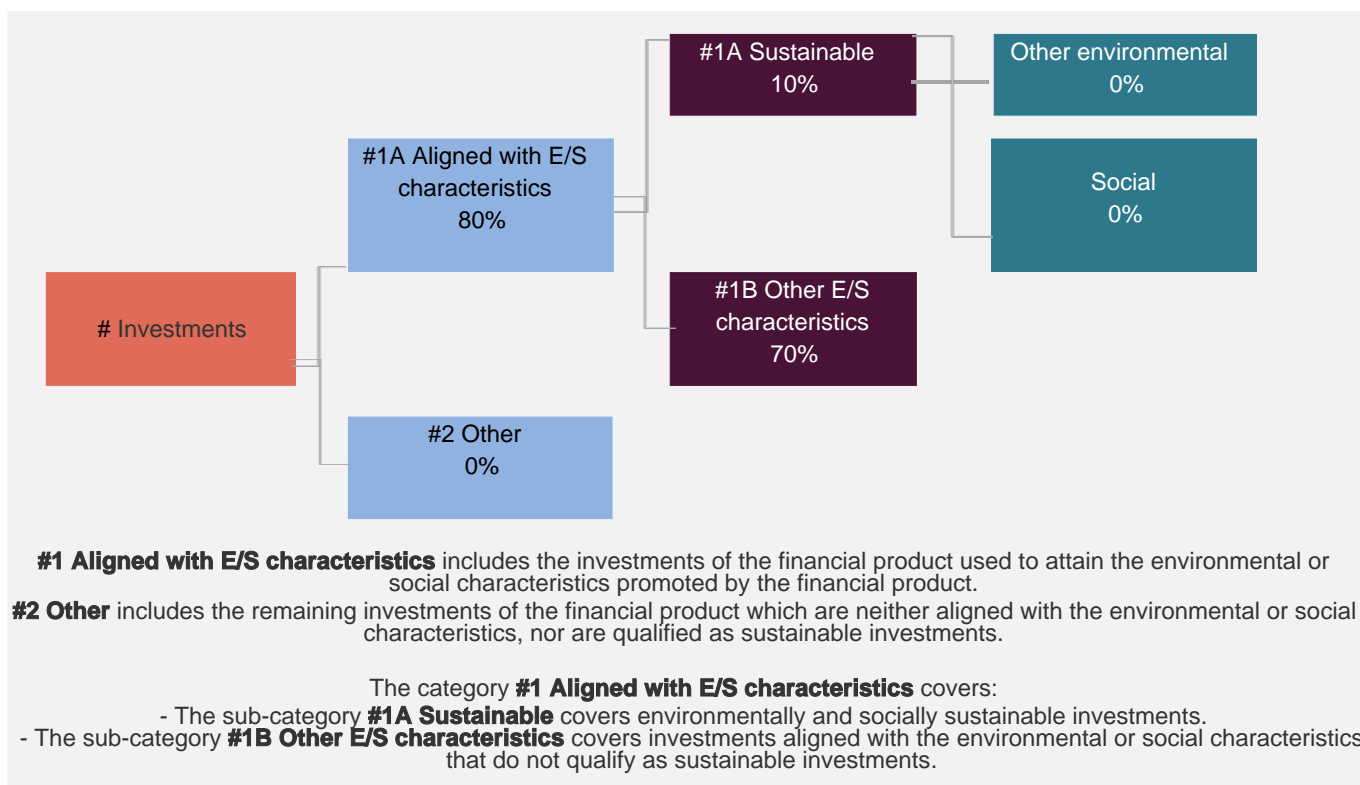 #1A Sustainable
10%
Other environmental
0%
#1A Aligned with E/S
characteristics
80%
Social
0%
# Investments
#1B Other E/S
characteristics
70%
#2 Other
0%
#1 Aligned with E/S characteristics includes the investments of the financial product used to attain the environmental or
social characteristics promoted by the financial product.
#2 Other includes the remaining investments of the financial product which are neither aligned with the environmental or social
characteristics, nor are qualified as sustainable investments.
The category #1 Aligned with E/S characteristics covers:
- The sub-category #1A Sustainable covers environmentally and socially sustainable investments.
- The sub-category #1B Other E/S characteristics covers investments aligned with the environmental or social characteristics
that do not qualify as sustainable investments.